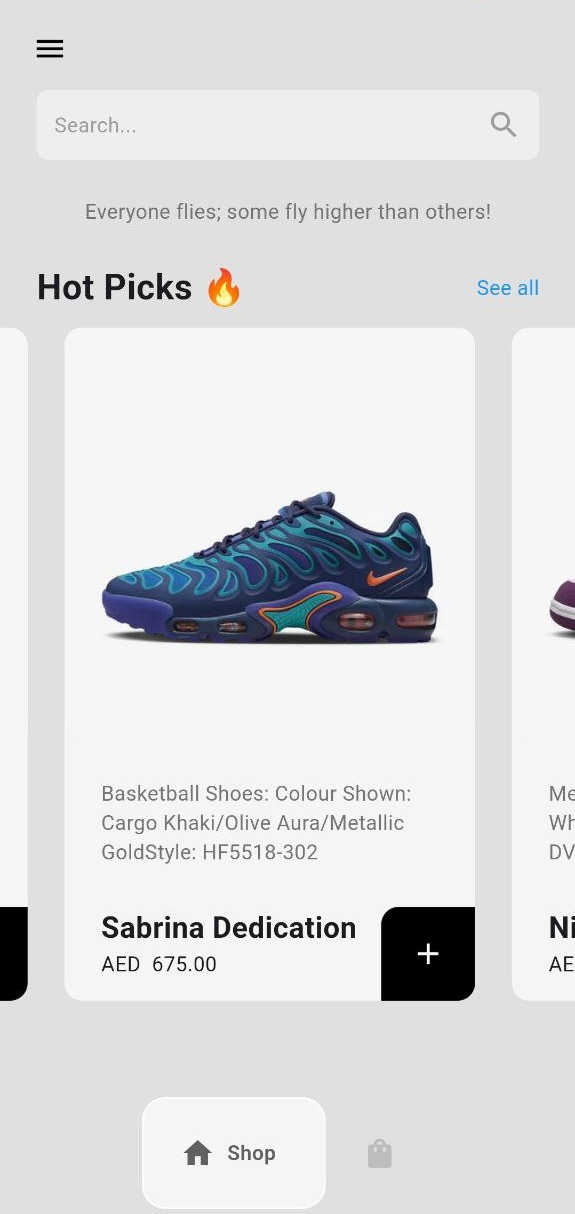 Search...
Everyone flies; some fly higher than others!
Hot Picks 🔥
See all
Basketball Shoes: Colour Shown:
Cargo Khaki/Olive Aura/Metallic
GoldStyle: HF5518-302
Sabrina Dedication
AED 675.00
+
Me
Wh
DV
Ni
AE
Shop